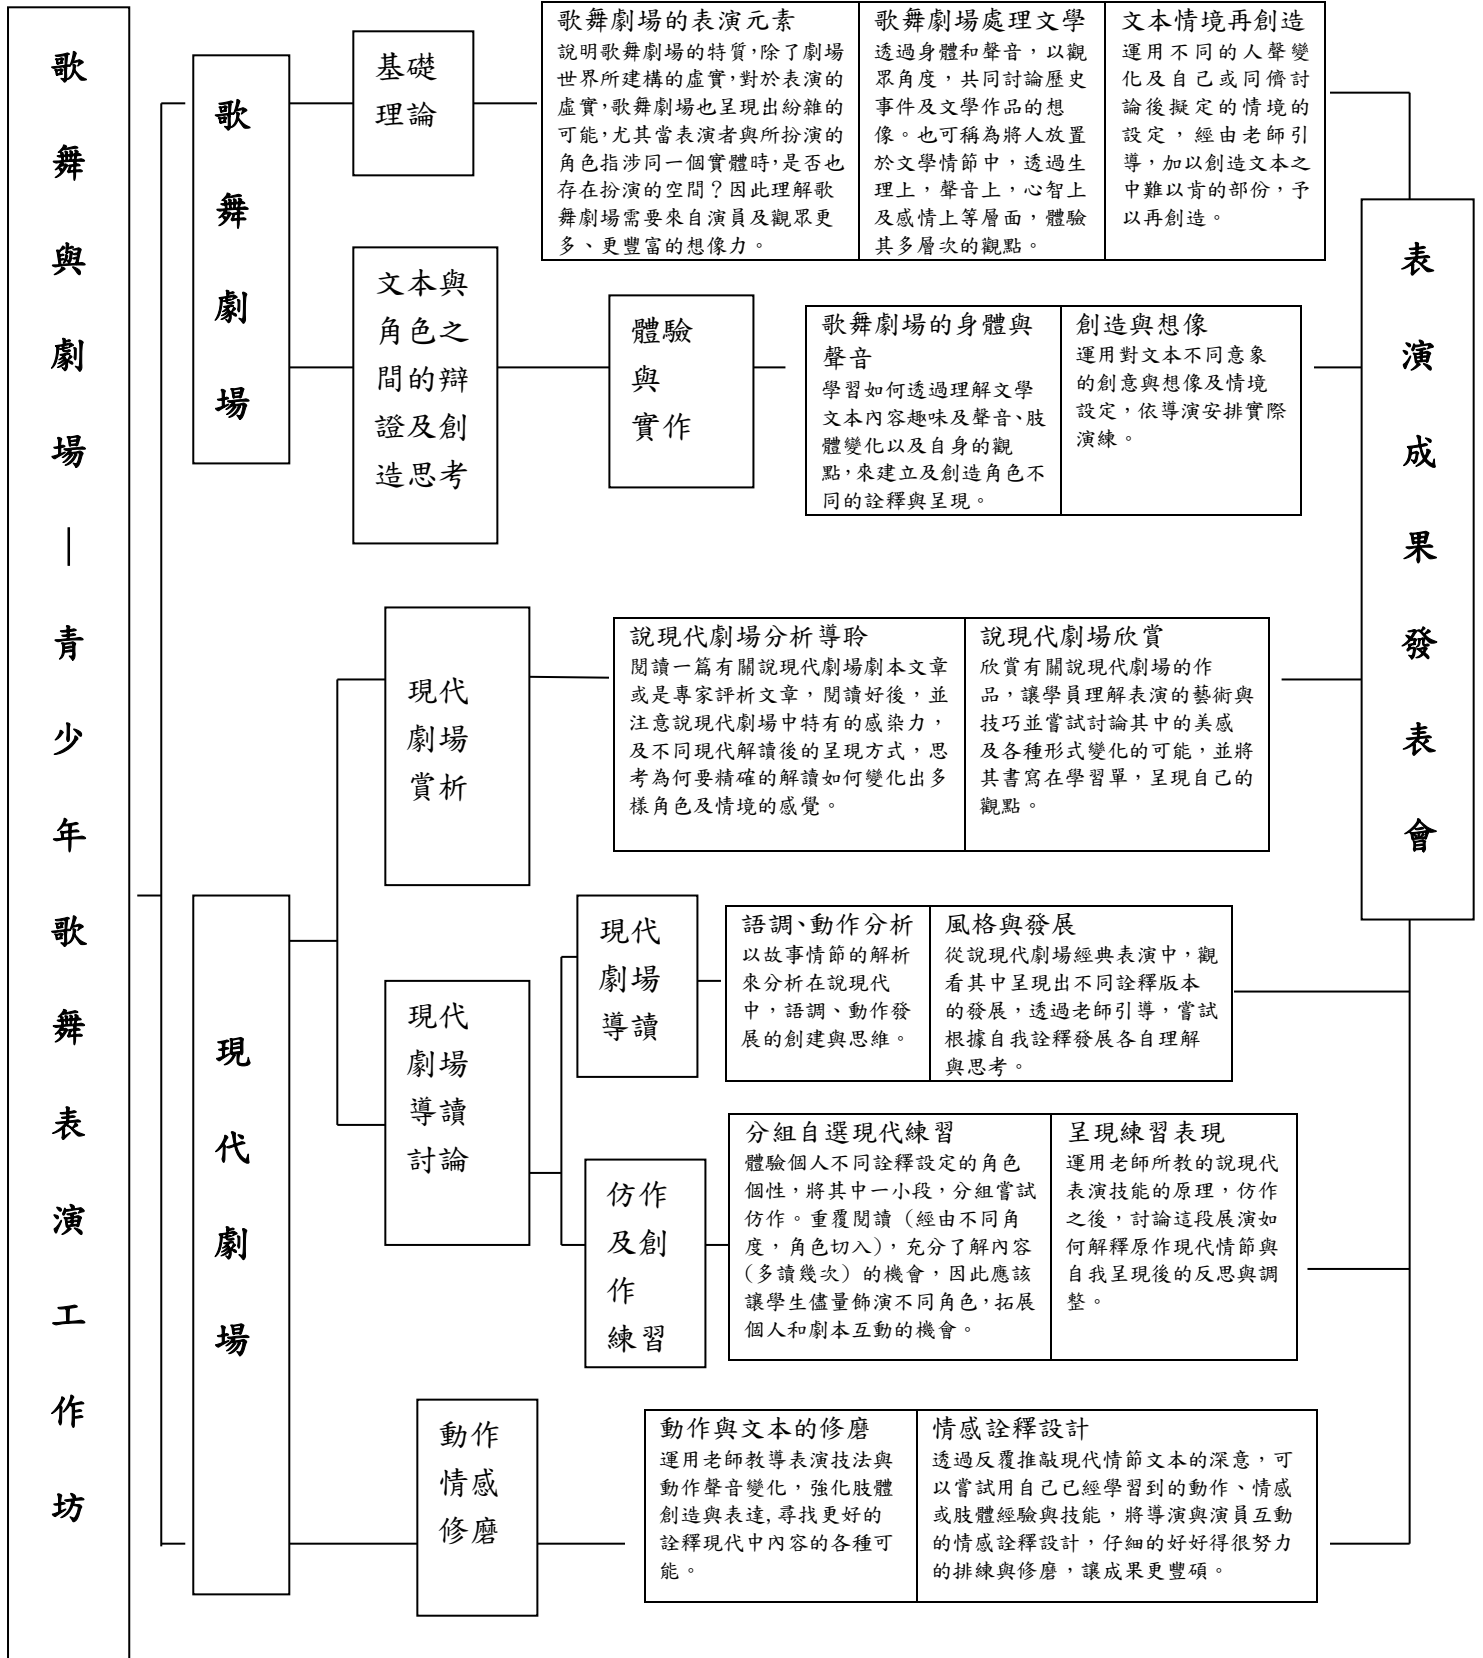 歌舞與劇場｜青少年歌舞表演工作坊
歌舞劇場
基礎
理論
歌舞劇場的表演元素
說明歌舞劇場的特質，除了劇場
世界所建構的虛實，對於表演的
虛實，歌舞劇場也呈現出紛雜的
可能，尤其當表演者與所扮演的
角色指涉同一個實體時，是否也
存在扮演的空間？因此理解歌
舞劇場需要來自演員及觀眾更
多、更豐富的想像力。
歌舞劇場處理文學
透過身體和聲音，以觀
眾角度，共同討論歷史
事件及文學作品的想
像。也可稱為將人放置
於文學情節中，透過生
理上，聲音上，心智上
及感情上等層面，體驗
其多層次的觀點。
文本情境再創造
運用不同的人聲變
化及自己或同儕討
論後擬定的情境的
設定，經由老師引
導，加以創造文本之
中難以肯的部份，予
以再創造。
文本與
角色之
間的辯
證及創
造思考
體驗
與
實作
歌舞劇場的身體與
聲音
學習如何透過理解文學
文本內容趣味及聲音、肢
體變化以及自身的觀
點，來建立及創造角色不
同的詮釋與呈現。
創造與想像
運用對文本不同意象
的創意與想像及情境
設定，依導演安排實際
演練。
表演成果發表會
現代劇場
現代
劇場
賞析
說現代劇場分析導聆
閱讀一篇有關說現代劇場劇本文章
或是專家評析文章，閱讀好後，並
注意說現代劇場中特有的感染力，
及不同現代解讀後的呈現方式，思
考為何要精確的解讀如何變化出多
樣角色及情境的感覺。
說現代劇場欣賞
欣賞有關說現代劇場的作
品，讓學員理解表演的藝術與
技巧並嘗試討論其中的美感
及各種形式變化的可能，並將
其書寫在學習單，呈現自己的
觀點。
現代
劇場
導讀
討論
現代
劇場
導讀
語調、動作分析
以故事情節的解析
來分析在說現代
中，語調、動作發
展的創建與思維。
風格與發展
從說現代劇場經典表演中，觀
看其中呈現出不同詮釋版本
的發展，透過老師引導，嘗試
根據自我詮釋發展各自理解
與思考。
仿作
及創
作
練習
分組自選現代練習
體驗個人不同詮釋設定的角色
個性，將其中一小段，分組嘗試
仿作。重覆閱讀（經由不同角
度，角色切入），充分了解內容
（多讀幾次）的機會，因此應該
讓學生儘量飾演不同角色，拓展
個人和劇本互動的機會。
呈現練習表現
運用老師所教的說現代
表演技能的原理，仿作
之後，討論這段展演如
何解釋原作現代情節與
自我呈現後的反思與調
整。
動作
情感
修磨
動作與文本的修磨
運用老師教導表演技法與
動作聲音變化，強化肢體
創造與表達,尋找更好的
詮釋現代中內容的各種可
能。
情感詮釋設計
透過反覆推敲現代情節文本的深意，可
以嘗試用自己已經學習到的動作、情感
或肢體經驗與技能，將導演與演員互動
的情感詮釋設計，仔細的好好得很努力
的排練與修磨，讓成果更豐碩。